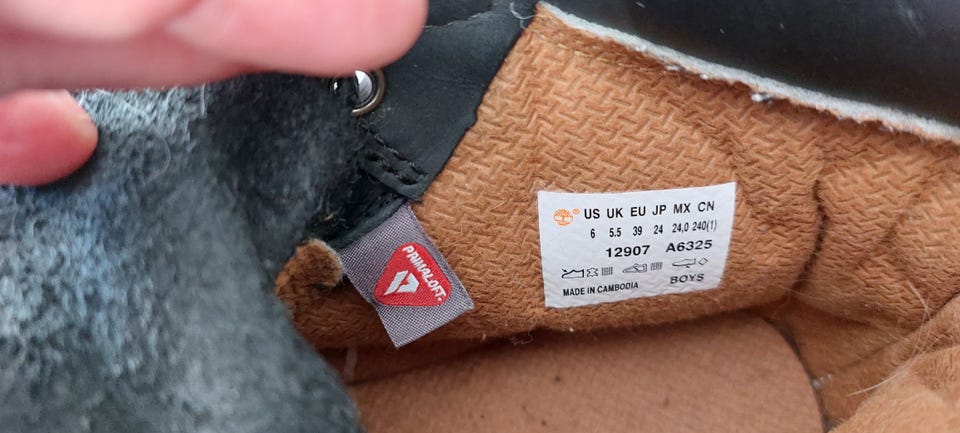 PRIMALOFT.
® US UK EU JP MX CN
6 5.5 39 24 24,0 240(1)
12907 A6325
MADE IN CAMBODIA BOYS